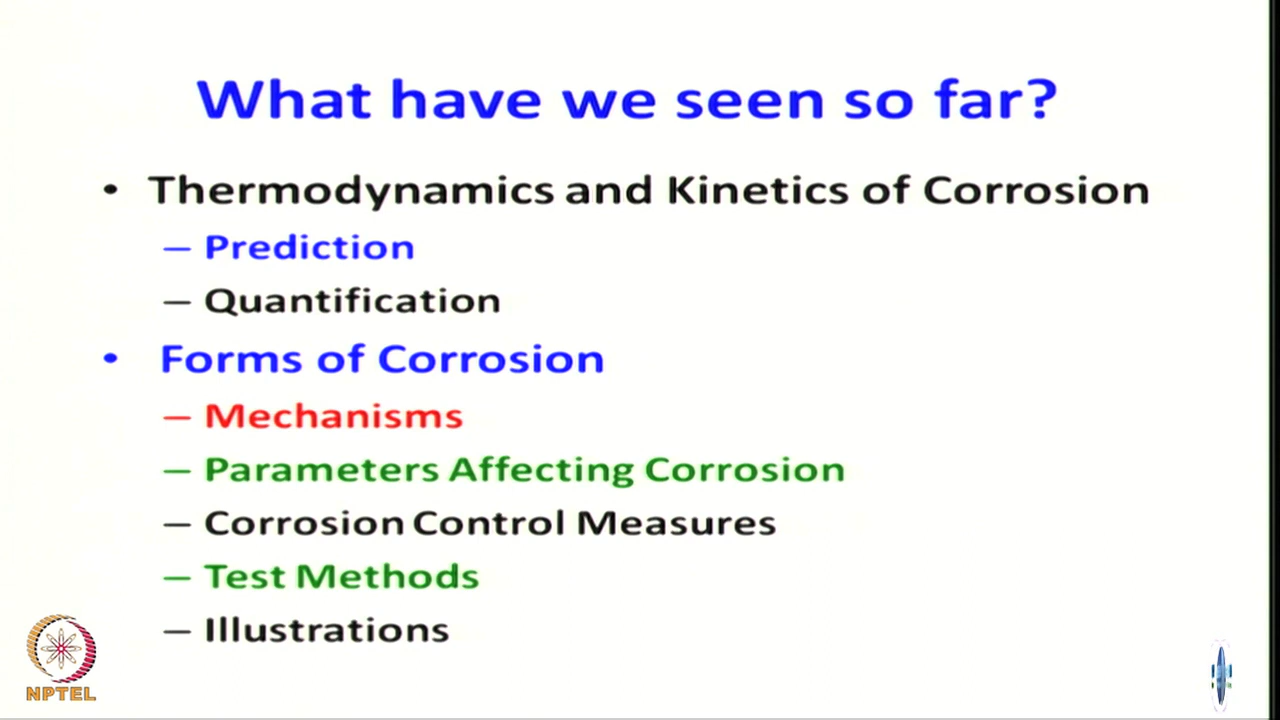 What have we seen so far?
• Thermodynamics and Kinetics of Corrosion
– Prediction
– Quantification
• Forms of Corrosion
– Mechanisms
– Parameters Affecting Corrosion
– Corrosion Control Measures
– Test Methods
– Illustrations
NPTEL